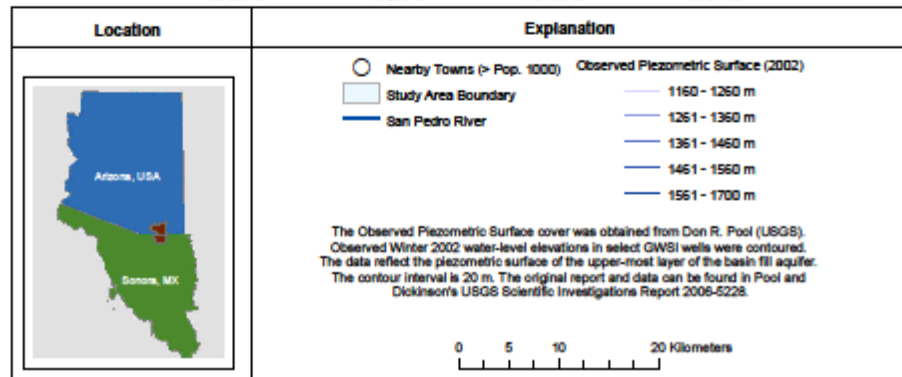 Location
Explanation
Arizona, USA
Sonora, MX
Nearby Towns (> Pop. 1000)
Study Area Boundary
San Pedro River
Observed Piezometric Surface (2002)
1160 - 1260 m
1261 - 1360 m
1361 - 1460 m
1461 - 1560 m
1561 - 1700 m
The Observed Piezometric Surface cover was obtained from Don R. Pool (USGS).
Observed Winter 2002 water-level elevations in select GWSI wells were contoured.
The data reflect the piezometric surface of the upper-most layer of the basin fill aquifer.
The contour interval is 20 m. The original report and data can be found in Pool and
Dickinson's USGS Scientific Investigations Report 2006-5228.
0 5 10 20 Kilometers